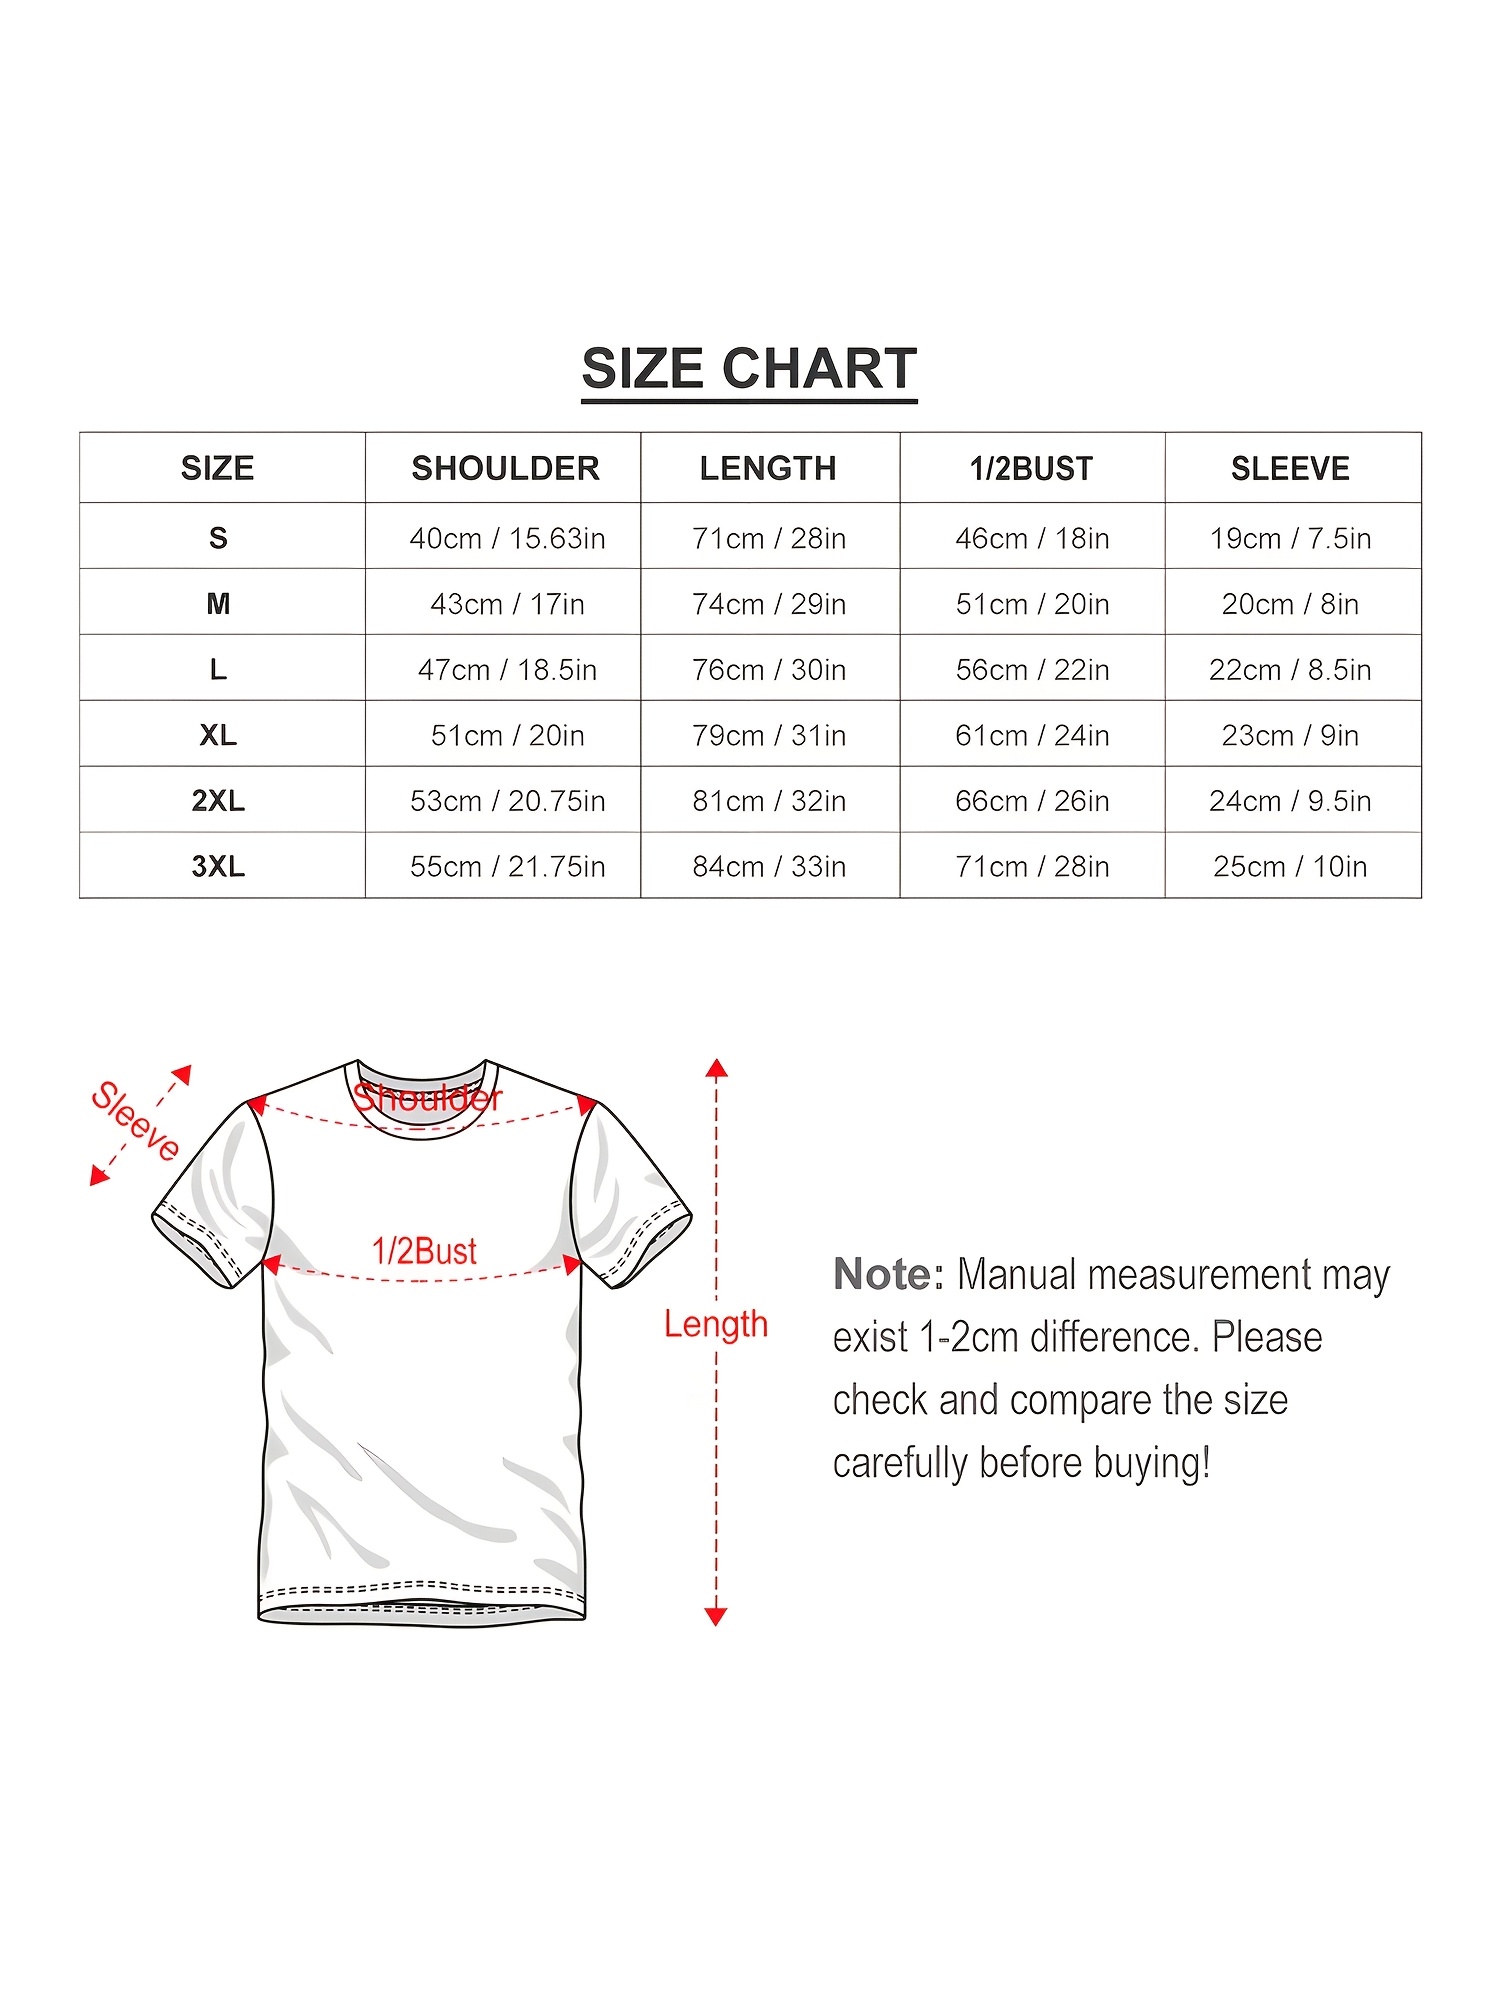 SIZE CHART
SIZE SHOULDER LENGTH 1/2BUST SLEEVE
S 40cm / 15.63in 71cm / 28in 46cm / 18in 19cm / 7.5in
M 43cm / 17in 74cm / 29in 51cm / 20in 20cm / 8in
L 47cm / 18.5in 76cm / 30in 56cm / 22in 22cm / 8.5in
XL 51cm / 20in 79cm / 31in 61cm / 24in 23cm / 9in
2XL 53cm / 20.75in 81cm / 32in 66cm / 26in 24cm / 9.5in
3XL 55cm / 21.75in 84cm / 33in 71cm / 28in 25cm / 10in
Sleeve
Shoulder
1/2Bust
Length
Note: Manual measurement may
exist 1-2cm difference. Please
check and compare the size
carefully before buying!